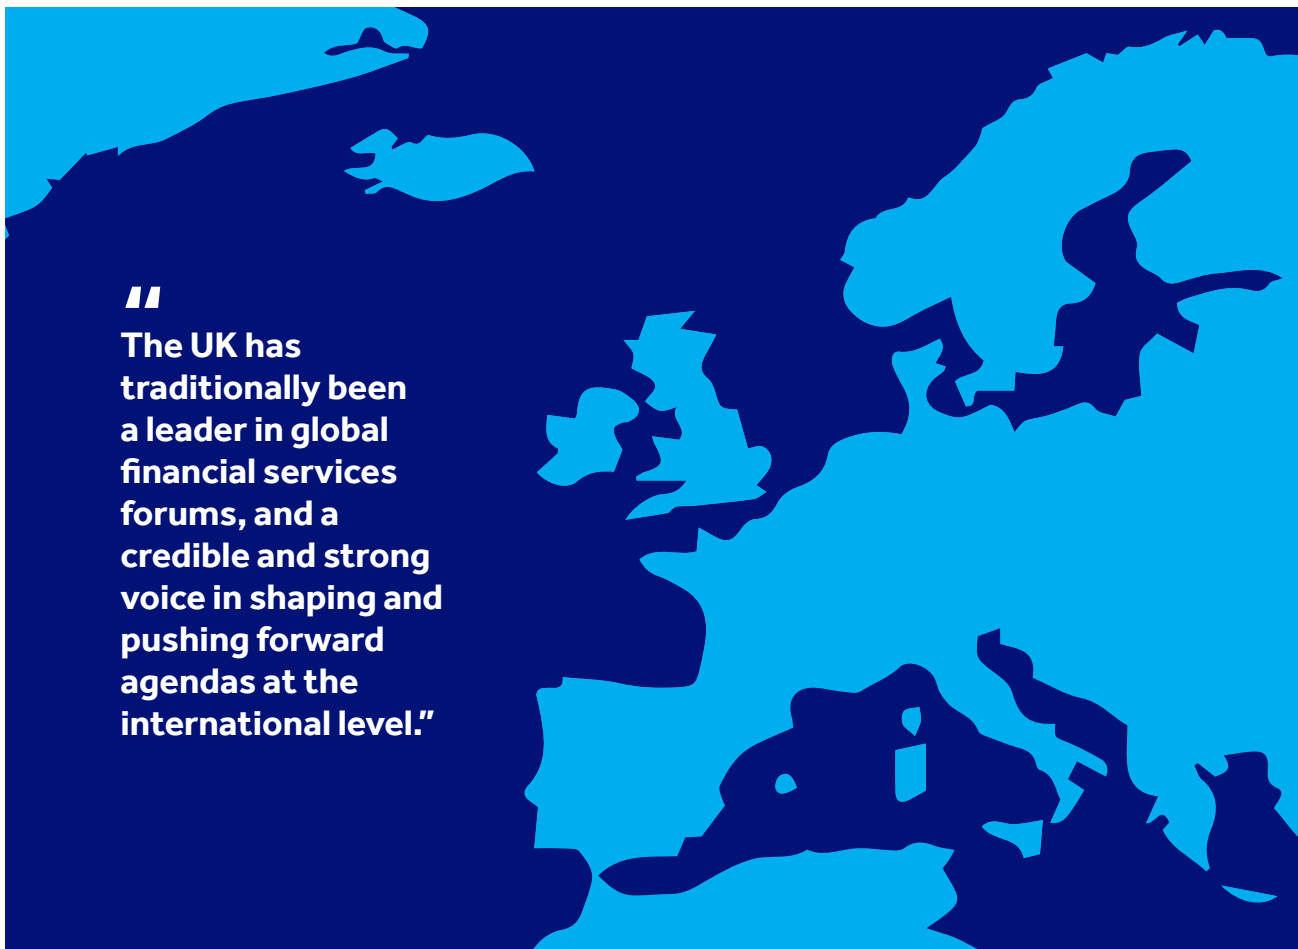 “
The UK has
traditionally been
a leader in global
financial services
forums, and a
credible and strong
voice in shaping and
pushing forward
agendas at the
international level.”